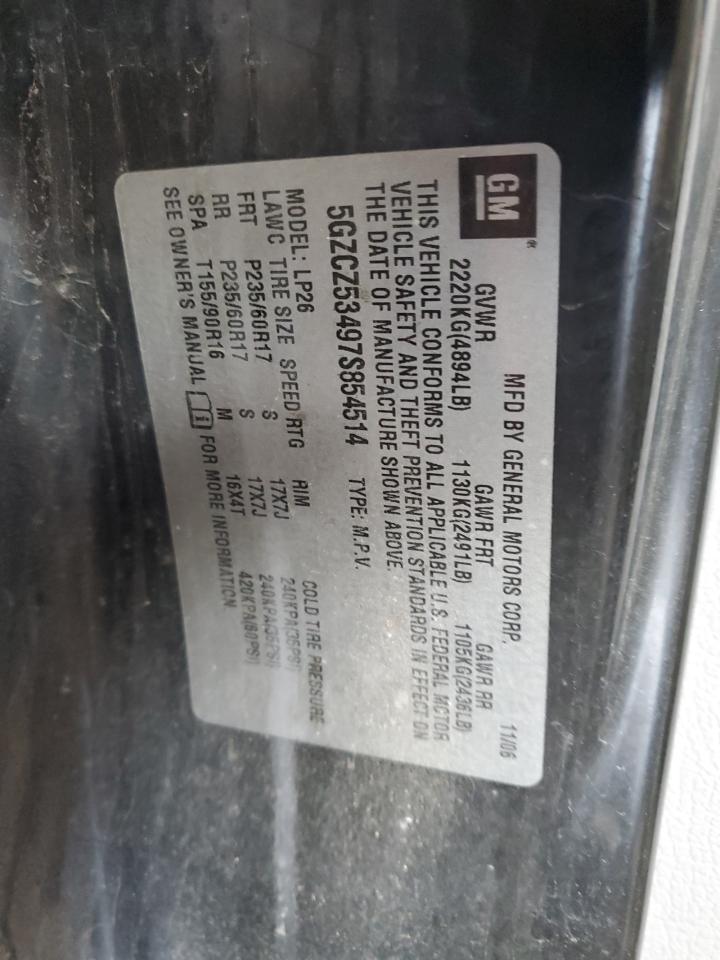 GM®
MFD BY GENERAL MOTORS CORP. 11/06
GVWR GAWR FRT GAWR RR
2220KG(4894LB) 1130KG(2491LB) 1105KG(2436LB)
THIS VEHICLE CONFORMS TO ALL APPLICABLE U.S. FEDERAL MOTOR
VEHICLE SAFETY AND THEFT PREVENTION STANDARDS IN EFFECT ON
THE DATE OF MANUFACTURE SHOWN ABOVE.
5GZCZ53497S854514 TYPE: M.P.V.
MODEL: LP26
LAWC TIRE SIZE SPEED RTG RIM COLD TIRE PRESSURE
FRT P235/60R17 S 17X7J 240KPA(35PSI)
RR P235/60R17 S 17X7J 240KPA(35PSI)
SPA T155/90R16 M 16X4T 420KPA(60PSI)
SEE OWNER'S MANUAL FOR MORE INFORMATION